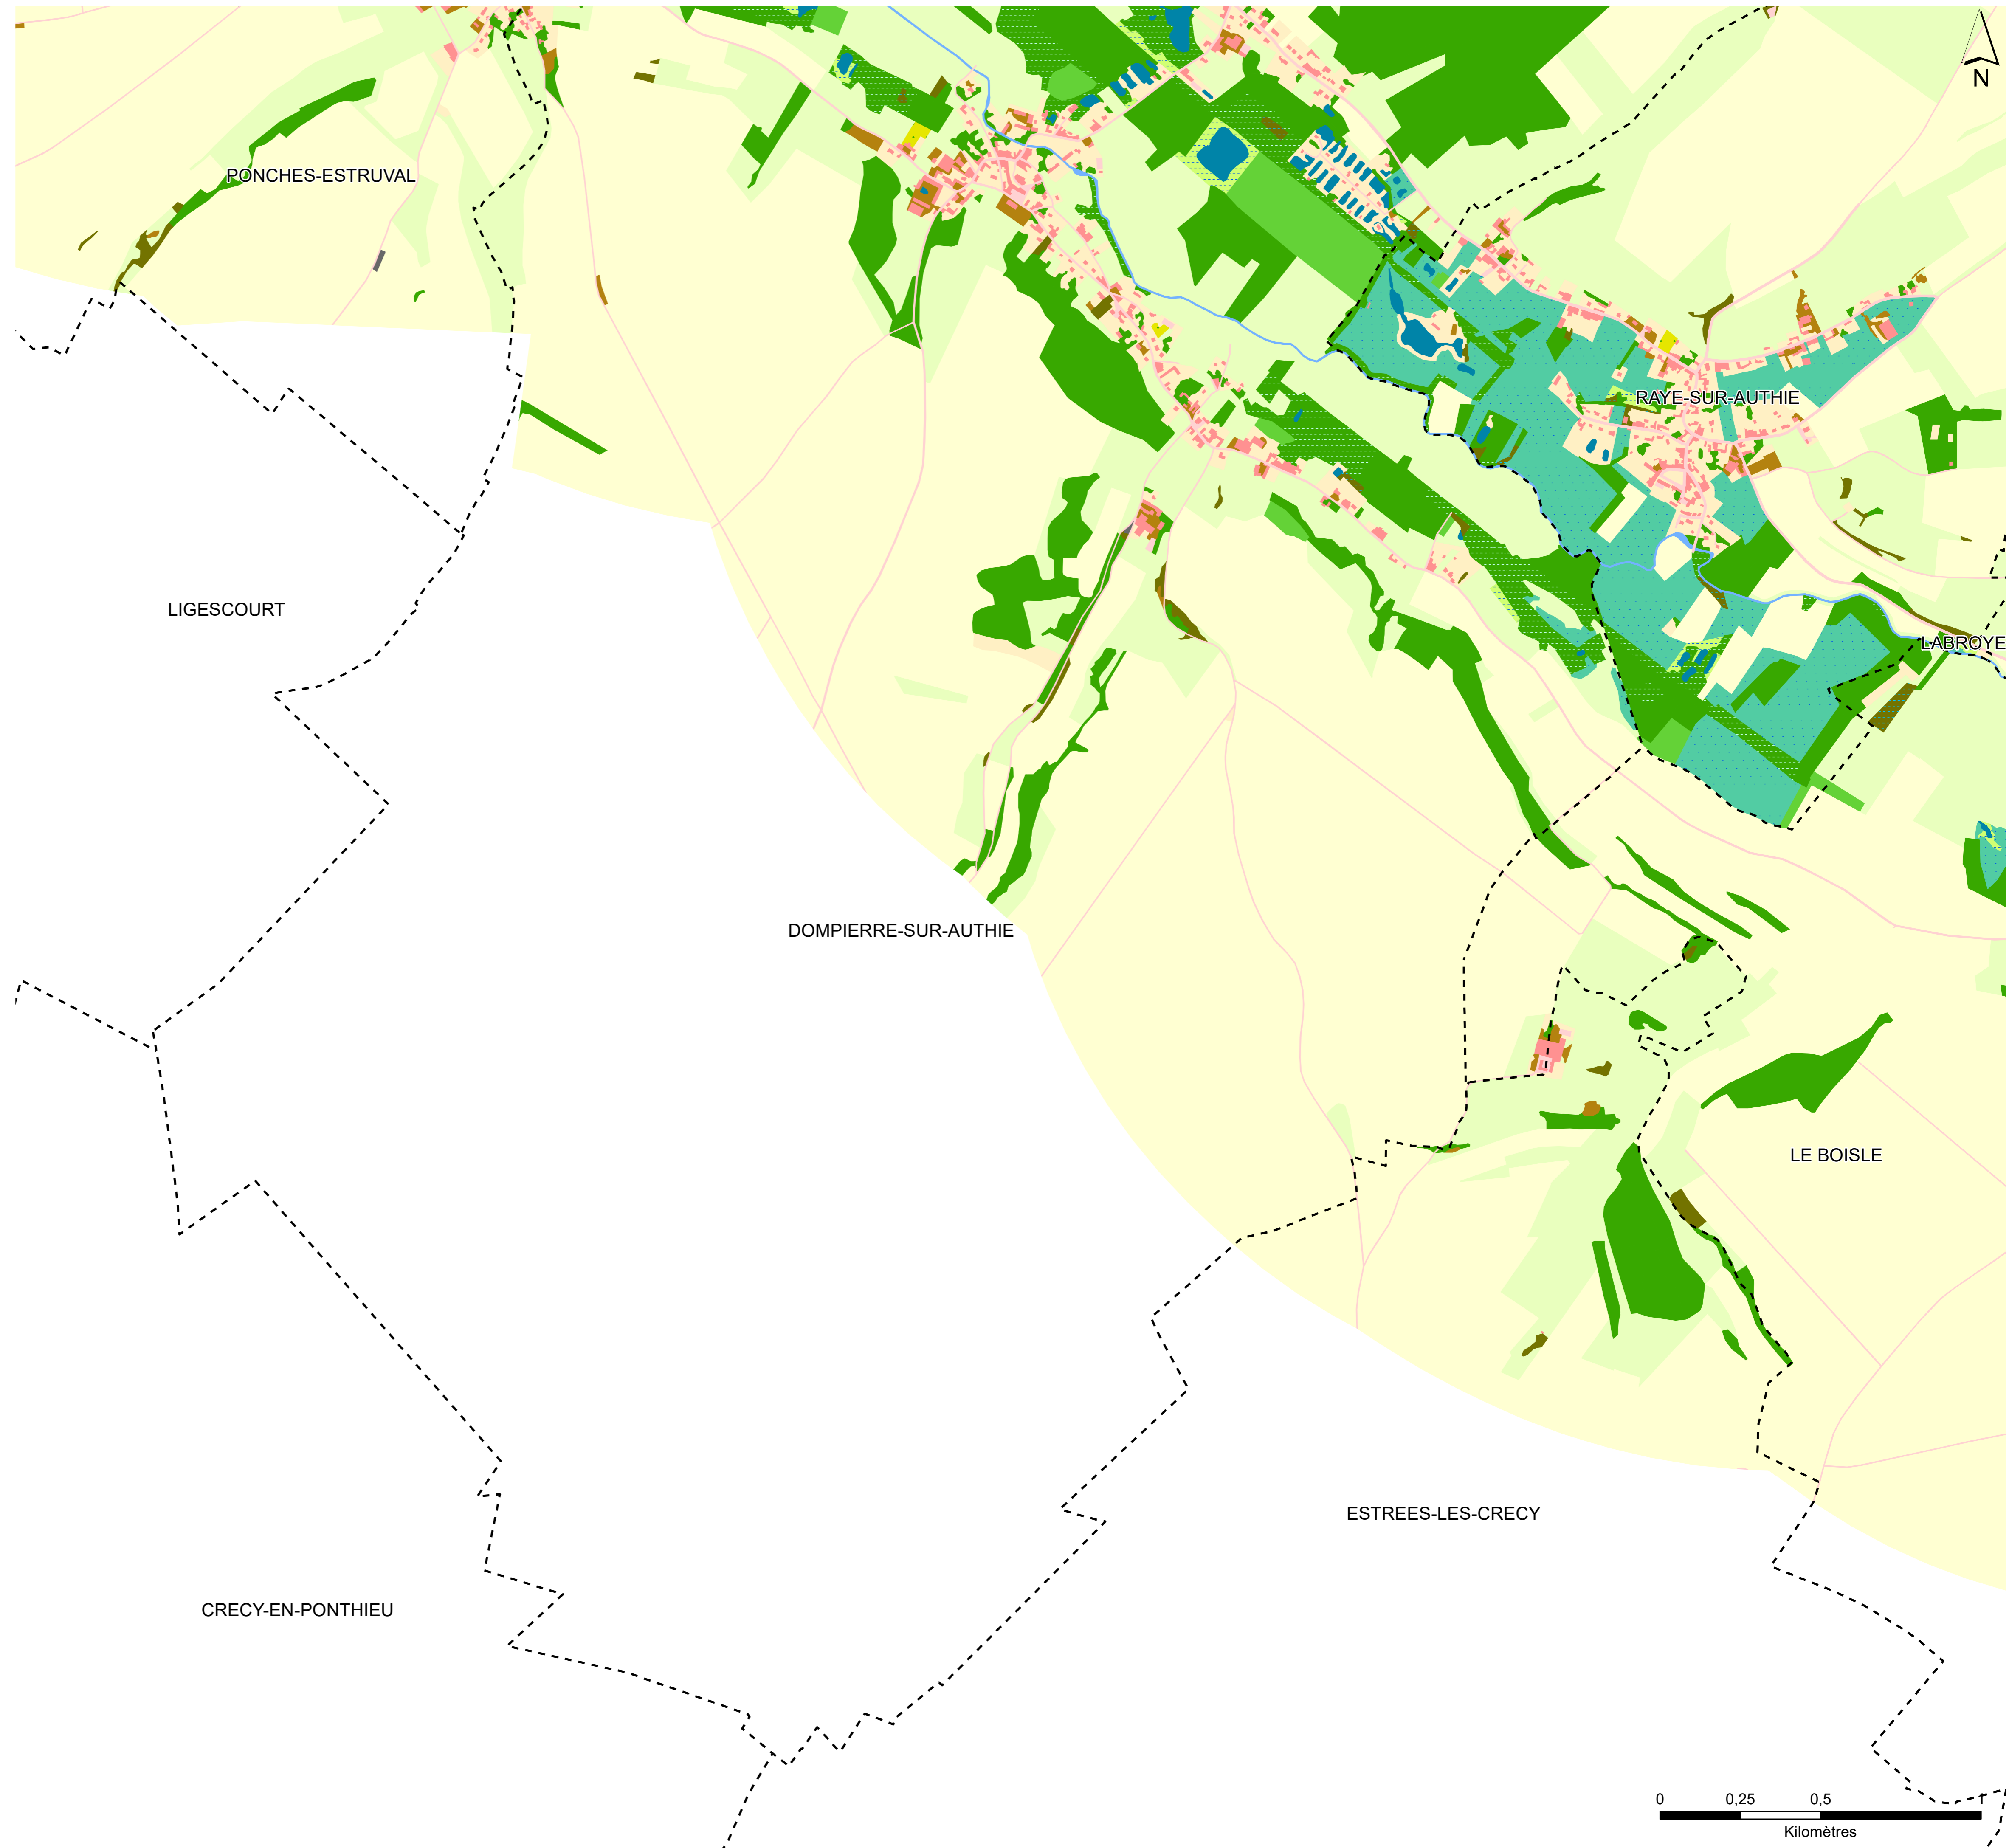 N
PONCHES-ESTRUVAL
RAYE-SUR-AUTHIE
LIGESCOURT
LABROYE
DOMPIERRE-SUR-AUTHIE
LE BOISLE
ESTREES-LES-CRECY
CRECY-EN-PONTHIEU
0 0,25 0,5 1
Kilomètres